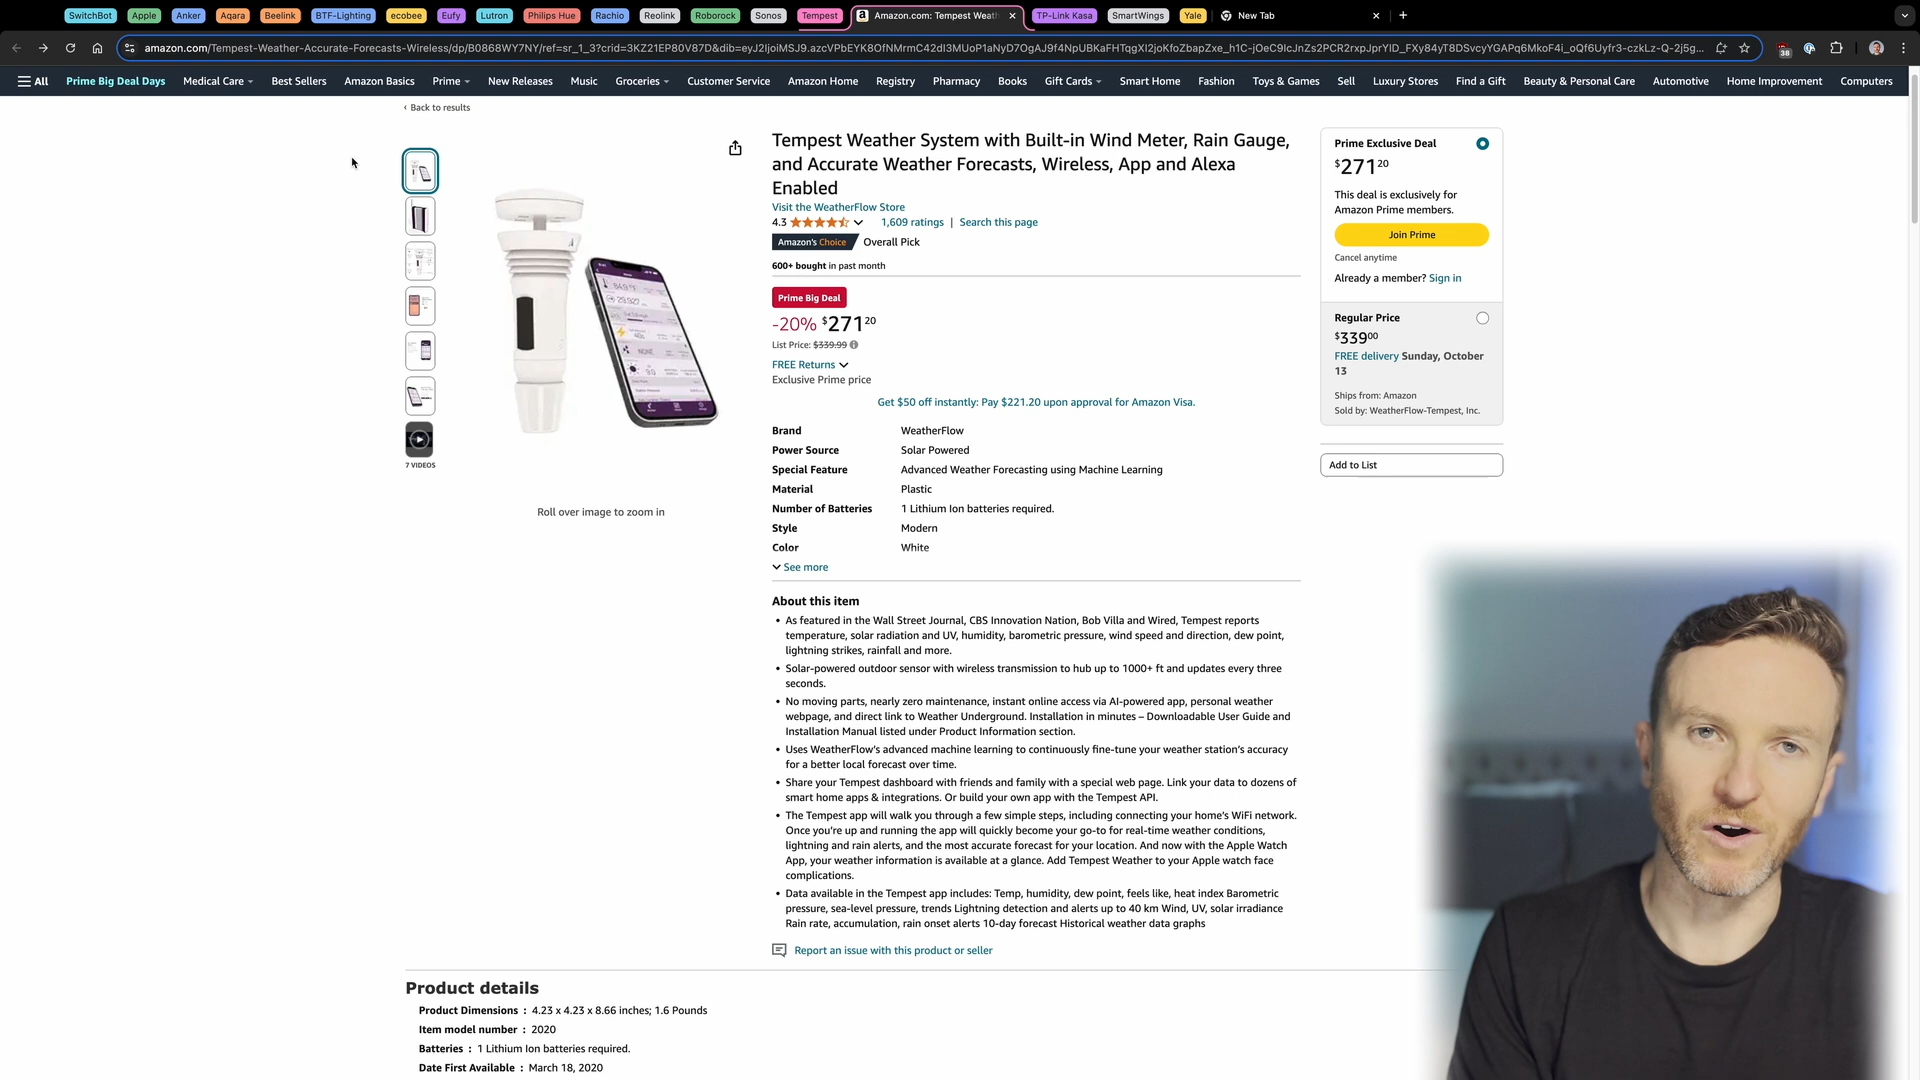 SwitchBot Apple Anker Aqara Beelink BTF-Lighting ecobee Eufy Lutron Philips Hue Rachio Reolink Roborock Sonos Tempest Amazon.com: Tempest Weath TP-Link Kasa SmartWings Yale New Tab
All Prime Big Deal Days Medical Care Best Sellers Amazon Basics Prime New Releases Music Groceries Customer Service Amazon Home Registry Pharmacy Books Gift Cards Smart Home Fashion Toys & Games Sell Luxury Stores Find a Gift Beauty & Personal Care Automotive Home Improvement Computers
Back to results
7 VIDEOS
Roll over image to zoom in
Tempest Weather System with Built-in Wind Meter, Rain Gauge,
and Accurate Weather Forecasts, Wireless, App and Alexa
Enabled
Visit the WeatherFlow Store
4.3 1,609 ratings | Search this page
Amazon's Choice Overall Pick
600+ bought in past month
Prime Big Deal
-20% $271 20
List Price: $339.99
FREE Returns
Exclusive Prime price
Get $50 off instantly: Pay $221.20 upon approval for Amazon Visa.
Brand WeatherFlow
Power Source Solar Powered
Special Feature Advanced Weather Forecasting using Machine Learning
Material Plastic
Number of Batteries 1 Lithium Ion batteries required.
Style Modern
Color White
See more
About this item
• As featured in the Wall Street Journal, CBS Innovation Nation, Bob Villa and Wired, Tempest reports
temperature, solar radiation and UV, humidity, barometric pressure, wind speed and direction, dew point,
lightning strikes, rainfall and more.
• Solar-powered outdoor sensor with wireless transmission to hub up to 1000+ ft and updates every three
seconds.
• No moving parts, nearly zero maintenance, instant online access via AI-powered app, personal weather
webpage, and direct link to Weather Underground. Installation in minutes – Downloadable User Guide and
Installation Manual listed under Product Information section.
• Uses WeatherFlow's advanced machine learning to continuously fine-tune your weather station's accuracy
for a better local forecast over time.
• Share your Tempest dashboard with friends and family with a special web page. Link your data to dozens of
smart home apps & integrations. Or build your own app with the Tempest API.
• The Tempest app will walk you through a few simple steps, including connecting your home's WiFi network.
Once you're up and running the app will quickly become your go-to for real-time weather conditions,
lightning and rain alerts, and the most accurate forecast for your location. And now with the Apple Watch
App, your weather information is available at a glance. Add Tempest Weather to your Apple watch face
complications.
• Data available in the Tempest app includes: Temp, humidity, dew point, feels like, heat index Barometric
pressure, sea-level pressure, trends Lightning detection and alerts up to 40 km Wind, UV, solar irradiance
Rain rate, accumulation, rain onset alerts 10-day forecast Historical weather data graphs
Report an issue with this product or seller
Prime Exclusive Deal
$271 20
This deal is exclusively for
Amazon Prime members.
Join Prime
Cancel anytime
Already a member? Sign in
Regular Price
$339 00
FREE delivery Sunday, October
13
Ships from: Amazon
Sold by: WeatherFlow-Tempest, Inc.
Add to List
Product details
Product Dimensions : 4.23 x 4.23 x 8.66 inches; 1.6 Pounds
Item model number : 2020
Batteries : 1 Lithium Ion batteries required.
Date First Available : March 18, 2020